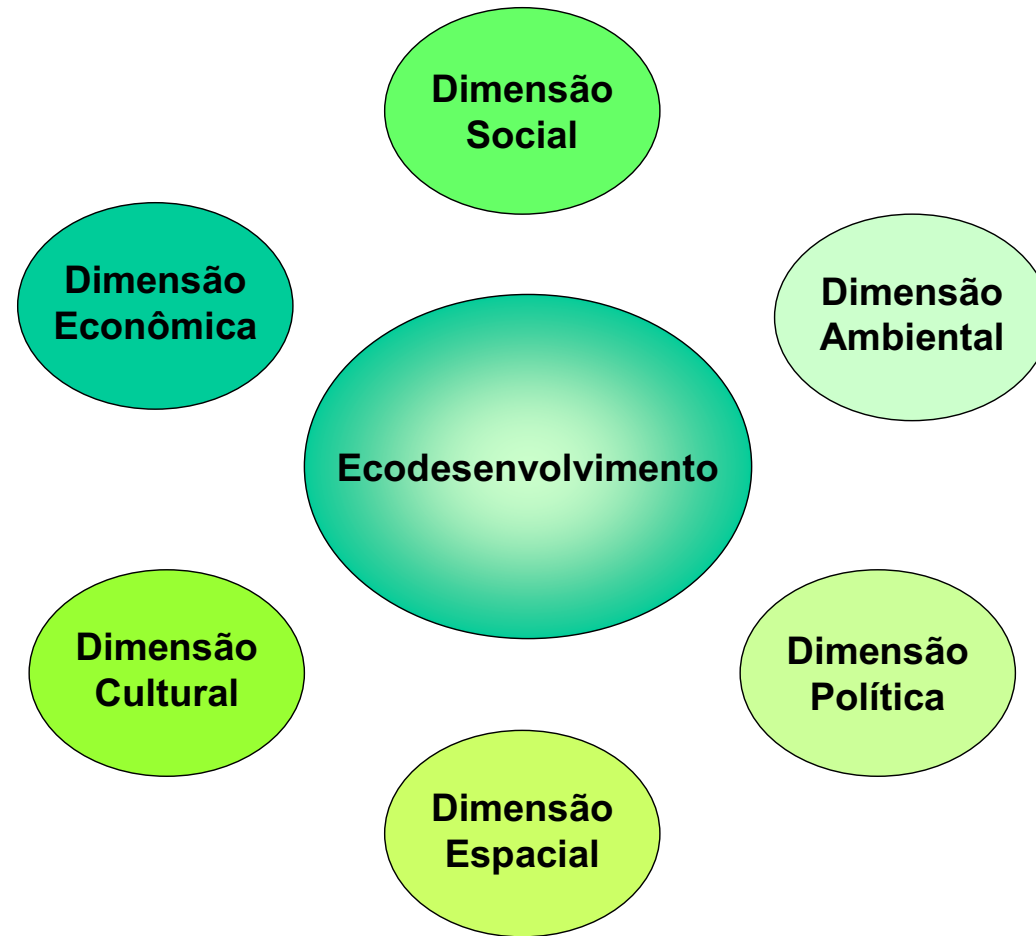 Dimensão
Social
Dimensão
Econômica
Dimensão
Ambiental
Ecodesenvolvimento
Dimensão
Cultural
Dimensão
Política
Dimensão
Espacial